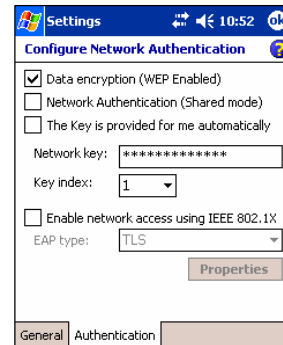 Settings 10:52 ok
Configure Network Authentication ?
Data encryption (WEP Enabled)
Network Authentication (Shared mode)
The Key is provided for me automatically
Network key: *************
Key index: 1
Enable network access using IEEE 802.1X
EAP type: TLS
Properties
General Authentication